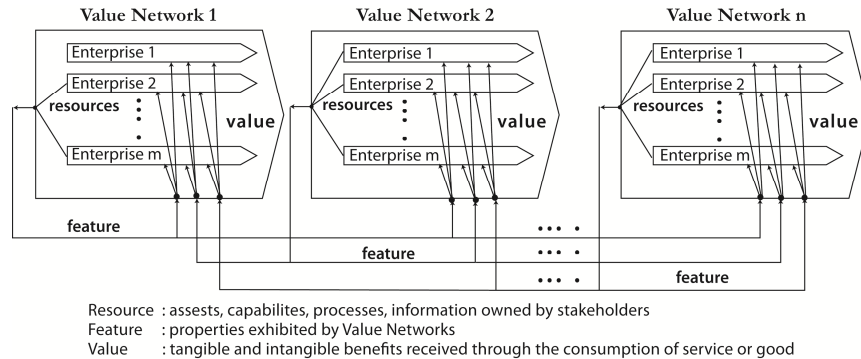 Value Network 1
Value Network 2
Value Network n
Enterprise 1
Enterprise 2
resources
value
Enterprise m
Enterprise 1
Enterprise 2
resources
value
Enterprise m
Enterprise 1
Enterprise 2
resources
value
Enterprise m
feature
feature
feature
Resource : assests, capabilites, processes, information owned by stakeholders
Feature : properties exhibited by Value Networks
Value : tangible and intangible benefits received through the consumption of service or good